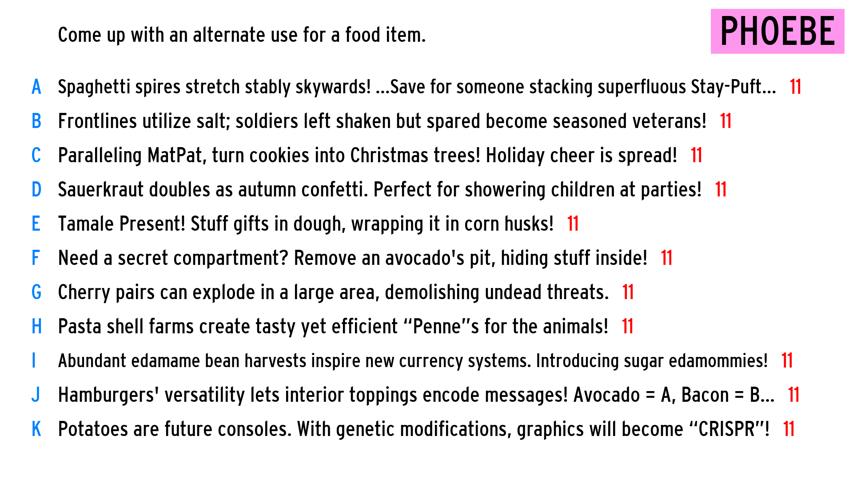 Come up with an alternate use for a food item.
PHOEBE
A Spaghetti spires stretch stably skywards! ...Save for someone stacking superfluous Stay-Puft... 11
B Frontlines utilize salt; soldiers left shaken but spared become seasoned veterans! 11
C Paralleling MatPat, turn cookies into Christmas trees! Holiday cheer is spread! 11
D Sauerkraut doubles as autumn confetti. Perfect for showering children at parties! 11
E Tamale Present! Stuff gifts in dough, wrapping it in corn husks! 11
F Need a secret compartment? Remove an avocado's pit, hiding stuff inside! 11
G Cherry pairs can explode in a large area, demolishing undead threats. 11
H Pasta shell farms create tasty yet efficient “Penne”s for the animals! 11
I Abundant edamame bean harvests inspire new currency systems. Introducing sugar edamommies! 11
J Hamburgers' versatility lets interior toppings encode messages! Avocado = A, Bacon = B... 11
K Potatoes are future consoles. With genetic modifications, graphics will become “CRISPR”! 11